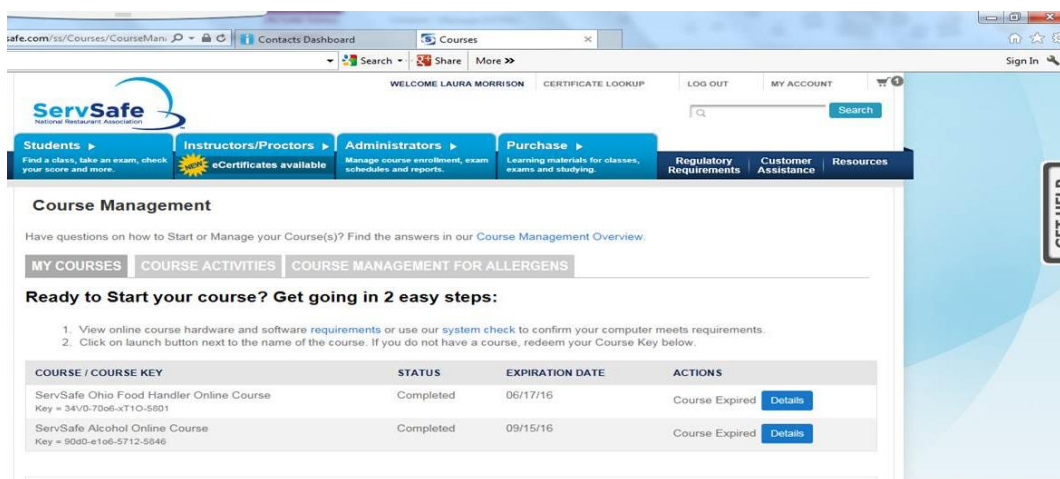 safe.com/ss/Courses/CourseMan
Contacts Dashboard
Courses
Search
Share
More »
Sign In
WELCOME LAURA MORRISON
CERTIFICATE LOOKUP
LOG OUT
MY ACCOUNT
ServSafe
National Restaurant Association
Search
Students
Find a class, take an exam, check
your score and more.
Instructors/Proctors
NEW
eCertificates available
Administrators
Manage course enrollment, exam
schedules and reports.
Purchase
Learning materials for classes,
exams and studying.
Regulatory
Requirements
Customer
Assistance
Resources
GET HELP
Course Management
Have questions on how to Start or Manage your Course(s)? Find the answers in our Course Management Overview.
MY COURSES
COURSE ACTIVITIES
COURSE MANAGEMENT FOR ALLERGENS
Ready to Start your course? Get going in 2 easy steps:
1. View online course hardware and software requirements or use our system check to confirm your computer meets requirements.
2. Click on launch button next to the name of the course. If you do not have a course, redeem your Course Key below.
COURSE / COURSE KEY STATUS EXPIRATION DATE ACTIONS
ServSafe Ohio Food Handler Online Course Completed 06/17/16 Course Expired Details
Key = 34V0-70o6-xT1O-5801
ServSafe Alcohol Online Course Completed 09/15/16 Course Expired Details
Key = 90d0-e1o6-5712-5846